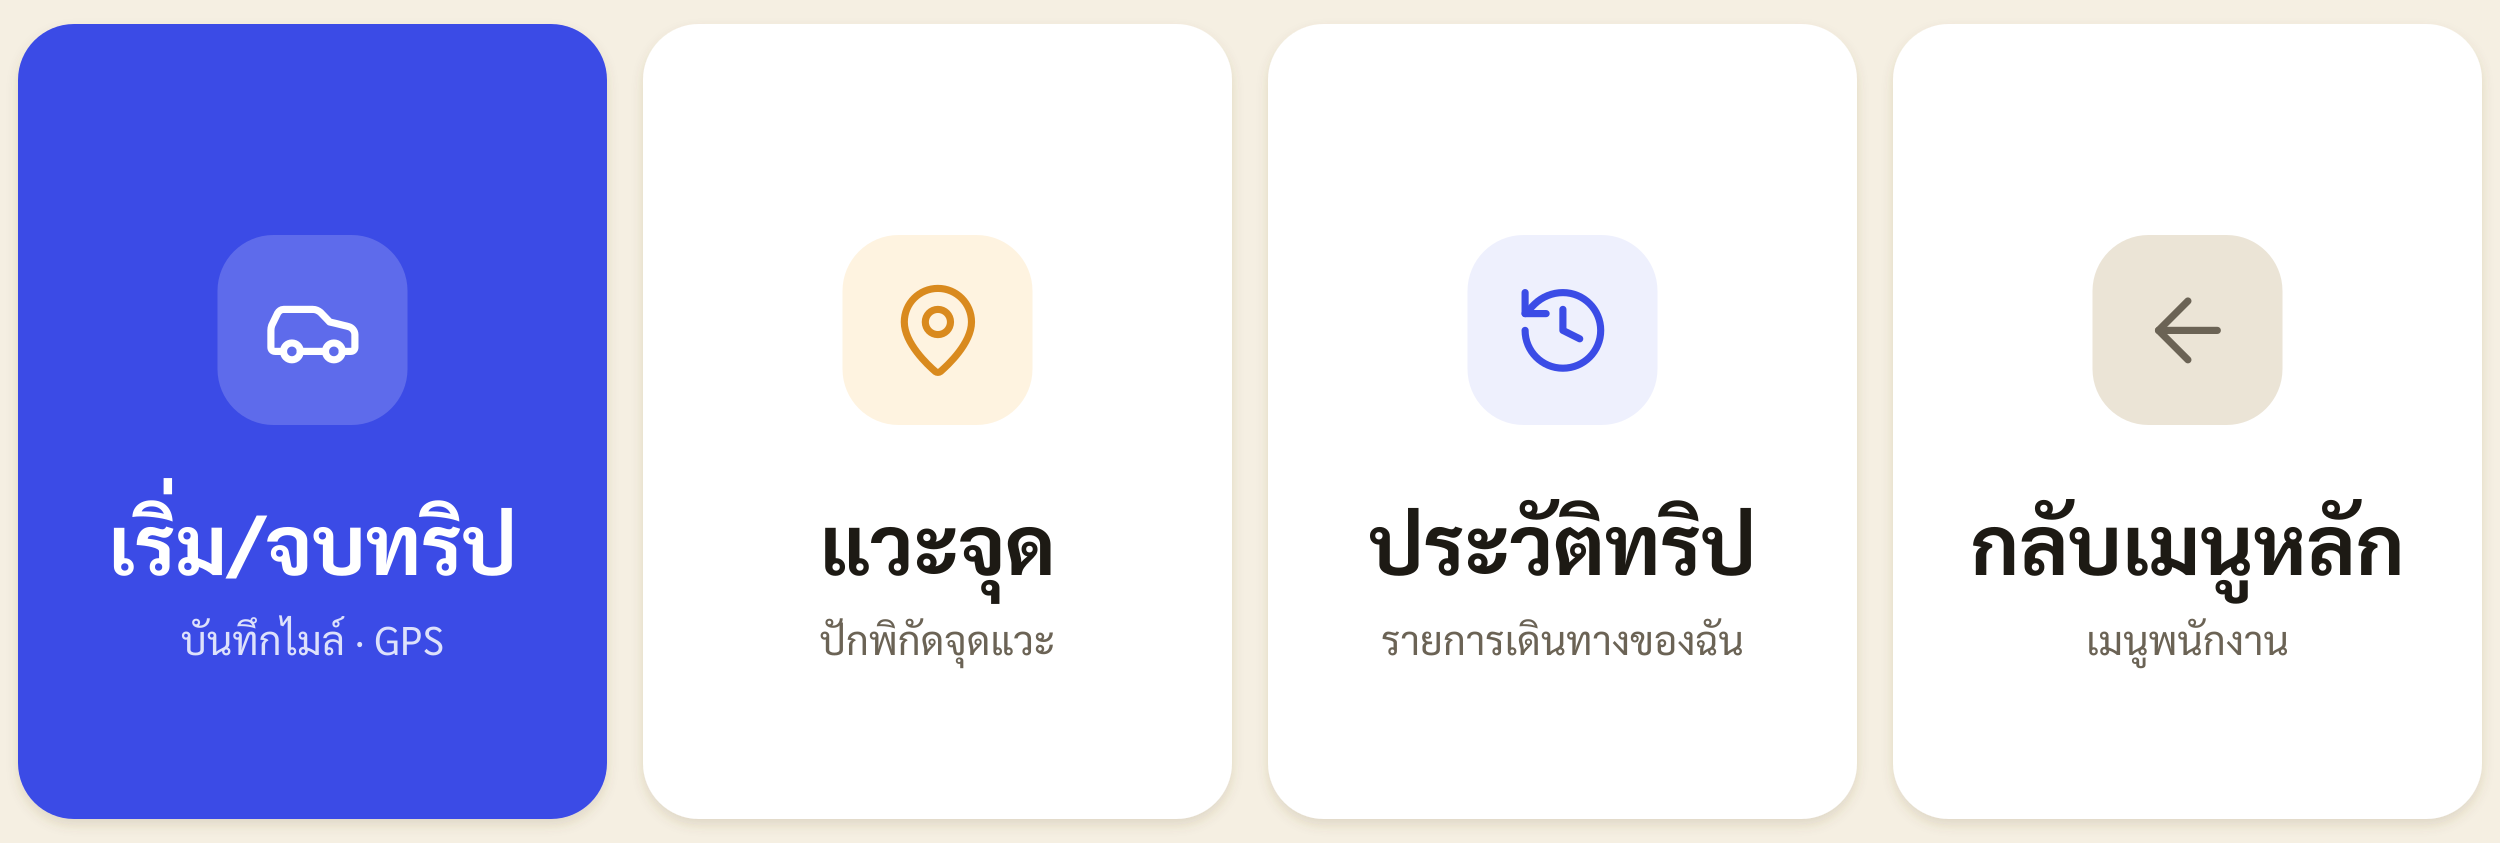 เริ่ม/จบทริป
บันทึกไมล์ · GPS
แวะจุด
ปักพิกัดจุดแวะ
ประวัติทริป
รายการเดินทางของฉัน
กลับเมนูหลัก
เมนูพนักงาน